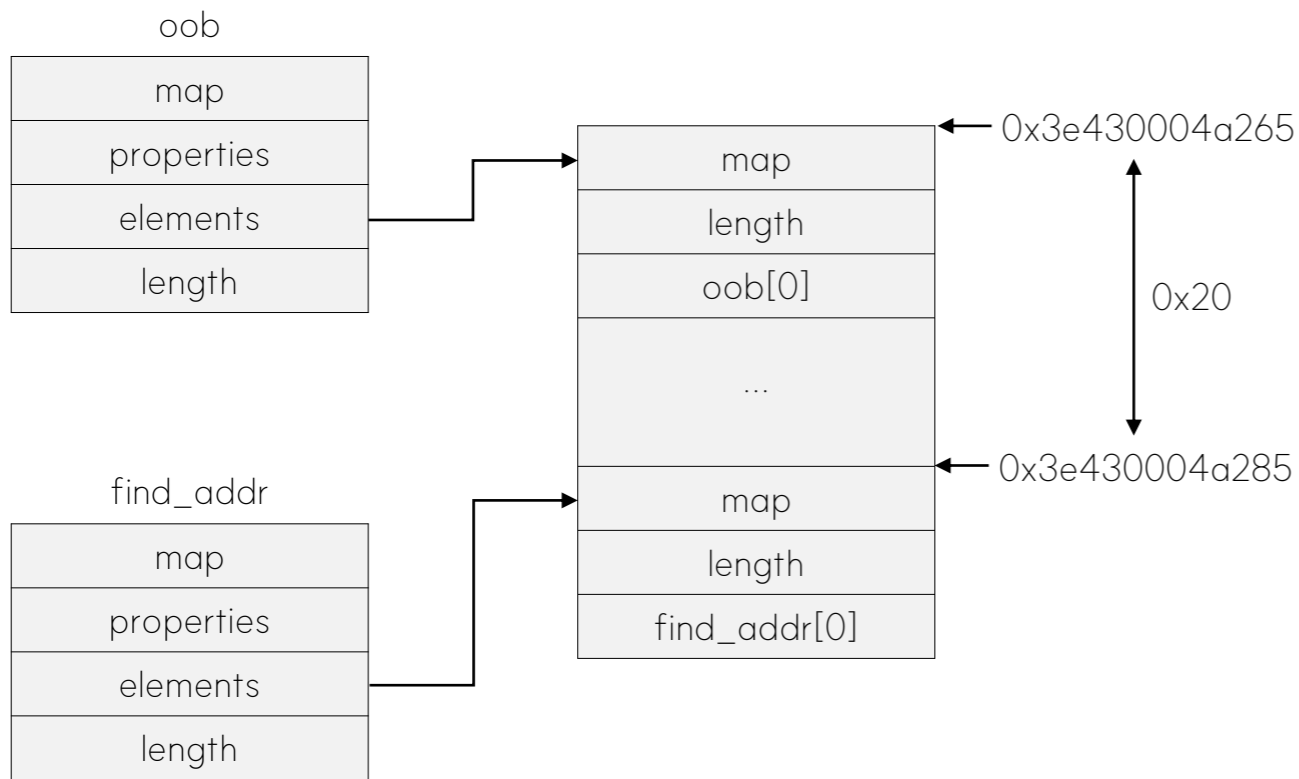 oob
map
properties
elements
length
map
length
oob[0]
...
map
length
find_addr[0]
0x3e430004a265
0x20
0x3e430004a285
find_addr
map
properties
elements
length